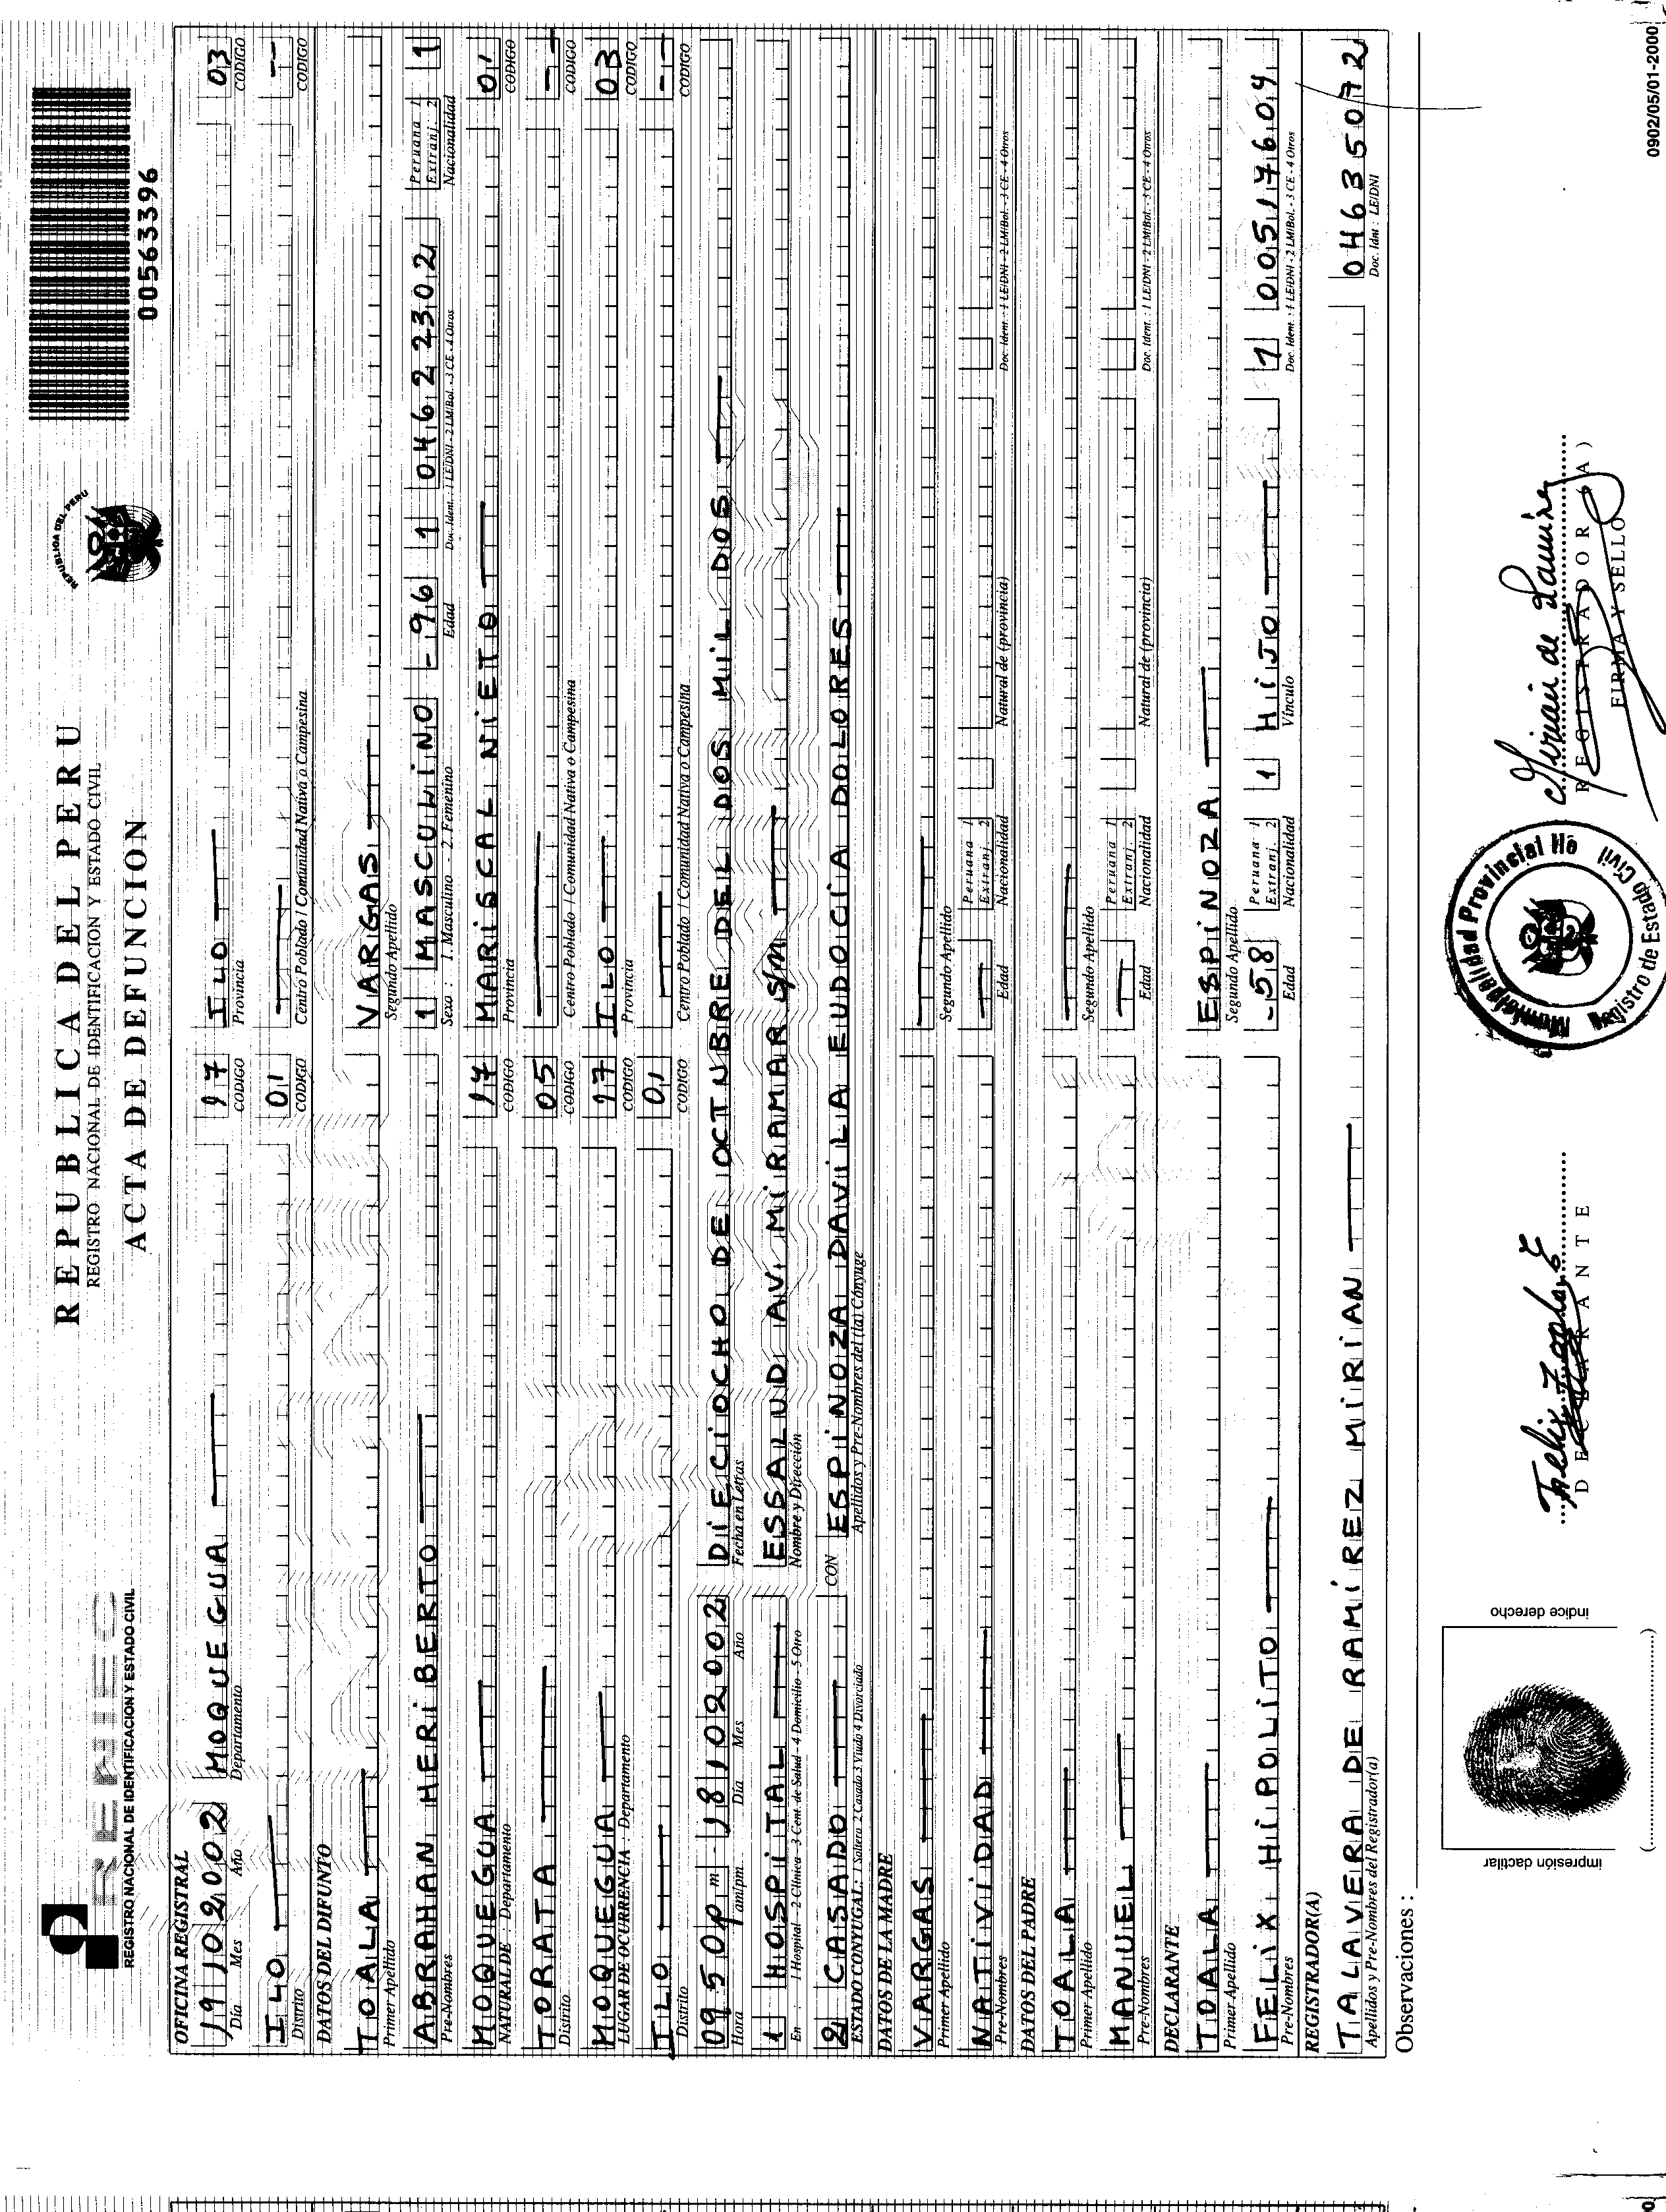 RENIEC
REGISTRO NACIONAL DE IDENTIFICACION Y ESTADO CIVIL
REPUBLICA DEL PERU
REGISTRO NACIONAL DE IDENTIFICACION Y ESTADO CIVIL
ACTA DE DEFUNCION
REPUBLICA DEL PERU
00563396
OFICINA REGISTRAL
19 10 2002 MOQUEGUA 17 ILO 03
Día Mes Año Departamento CODIGO Provincia CODIGO
ILO 01 --
Distrito CODIGO Centro Poblado / Comunidad Nativa o Campesina CODIGO
DATOS DEL DIFUNTO
TOALA VARGAS
Primer Apellido Segundo Apellido
ABRAHAN HERIBERTO 1 MASCULINO -96 1 04622302 Peruana 1 Extranj. 2 1
Pre-Nombres Sexo : 1. Masculino - 2. Femenino Edad Doc. Ident. : 1 LE/DNI - 2 LM/Bol. - 3 CE - 4 Otros Nacionalidad
MOQUEGUA 17 MARISCAL NIETO 01
NATURAL DE : Departamento CODIGO Provincia CODIGO
TORATA 05 --
Distrito CODIGO Centro Poblado / Comunidad Nativa o Campesina CODIGO
MOQUEGUA 17 ILO 03
LUGAR DE OCURRENCIA : Departamento CODIGO Provincia CODIGO
ILO 01 --
Distrito CODIGO Centro Poblado / Comunidad Nativa o Campesina CODIGO
0950 pm 18 10 2002 DIECIOCHO DE OCTUBRE DEL DOS MIL DOS
Hora am/pm Día Mes Año Fecha en Letras
1 HOSPITAL ESSALUD AV. MIRAMAR S/N
En : 1 Hospital - 2 Clínica - 3 Cent. de Salud - 4 Domicilio - 5 Otro Nombre y Dirección
2 CASADO CON ESPINOZA DAVILA EUDOCIA DOLORES
ESTADO CONYUGAL : 1 Soltero 2 Casado 3 Viudo 4 Divorciado Apellidos y Pre-Nombres del (la) Cónyuge
DATOS DE LA MADRE
VARGAS
Primer Apellido Segundo Apellido
NATIVIDAD Peruana 1 Extranj. 2
Pre-Nombres Edad Nacionalidad Natural de (provincia) Doc. Ident. : 1 LE/DNI - 2 LM/Bol. - 3 CE - 4 Otros
DATOS DEL PADRE
TOALA
Primer Apellido Segundo Apellido
MANUEL Peruana 1 Extranj. 2
Pre-Nombres Edad Nacionalidad Natural de (provincia) Doc. Ident. : 1 LE/DNI - 2 LM/Bol. - 3 CE - 4 Otros
DECLARANTE
TOALA ESPINOZA
Primer Apellido Segundo Apellido
FELIX HIPOLITO -58 Peruana 1 Extranj. 2 1 HIJO 1 00517609
Pre-Nombres Edad Nacionalidad Vínculo Doc. Ident. : 1 LE/DNI - 2 LM/Bol. - 3 CE - 4 Otros
REGISTRADOR(A)
TALAVERA DE RAMIREZ MIRIAN 04635072
Apellidos y Pre-Nombres del Registrador(a) Doc. Idnt : LE/DNI
Observaciones :
impresión dactilar
índice derecho
(..........)
DECLARANTE
Municipalidad Provincial Ilo
Registro de Estado Civil
Mirian de Ramirez
REGISTRADOR (A)
FIRMA Y SELLO
0902/05/01-2000